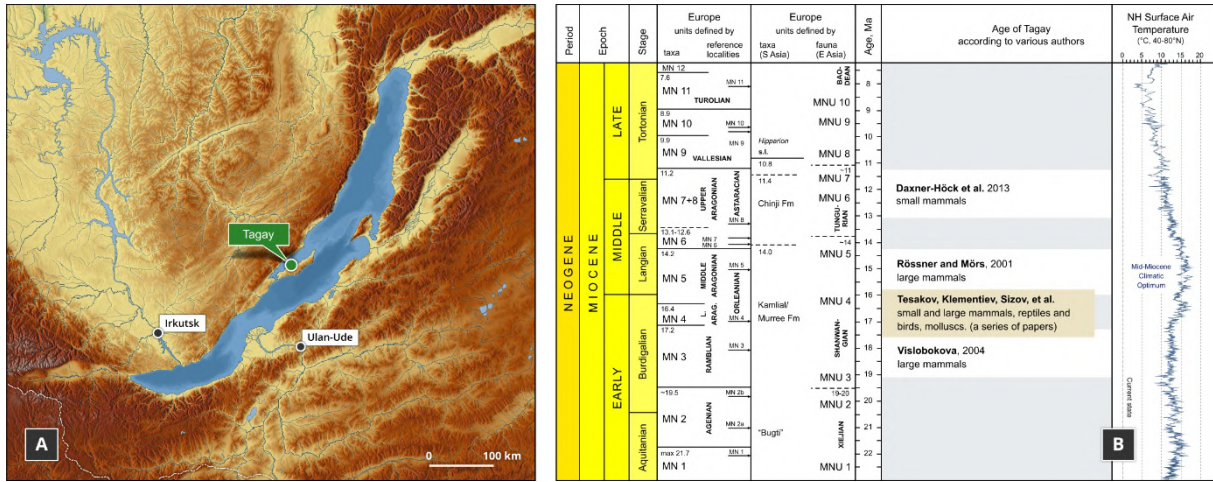 Tagay
Irkutsk
Ulan-Ude
A
0 100 km
Period
Epoch
Stage
Europe
units defined by
taxa
reference
localities
Europe
units defined by
taxa
(S Asia)
fauna
(E Asia)
Age, Ma
Age of Tagay
according to various authors
NH Surface Air
Temperature
(°C, 40-80°N)
0 5 10 15 20
NEOGENE
MIOCENE
LATE
MIDDLE
EARLY
Tortonian
Serravalian
Langian
Burdigalian
Aquitanian
MN 12
7.6
MN 11
MN 11
TUROLIAN
8.9
MN 10
MN 10
9.9
MN 9
MN 9
VALLESIAN
11.2
MN 7+8
UPPER
ARAGONIAN
ASTARACIAN
MN 8
13.1-12.6
MN 6
MN 7
MN 6
14.2
MN 5
MIDDLE
ARAGONIAN
MN 5
ORLEANIAN
16.4
MN 4
L.
ARAG.
MN 4
17.2
MN 3
RAMBLIAN
MN 3
~19.5
MN 2
MN 2b
AGENIAN
MN 2a
max 21.7
MN 1
MN 1
Hipparion
s.l.
10.8
11.4
Chinji Fm
14.0
Kamlial/
Murree Fm
"Bugti"
BAO-
DEAN
MNU 10
MNU 9
MNU 8
~11
MNU 7
MNU 6
TUNGU-
RIAN
~14
MNU 5
MNU 4
SHANWAN-
GIAN
MNU 3
19-20
MNU 2
XIEJIAN
MNU 1
8
9
10
11
12
13
14
15
16
17
18
19
20
21
22
Daxner-Höck et al. 2013
small mammals
Rössner and Mörs, 2001
large mammals
Tesakov, Klementiev, Sizov, et al.
small and large mammals, reptiles and
birds, molluscs. (a series of papers)
Vislobokova, 2004
large mammals
Mid-Miocene
Climatic
Optimum
Current state
B